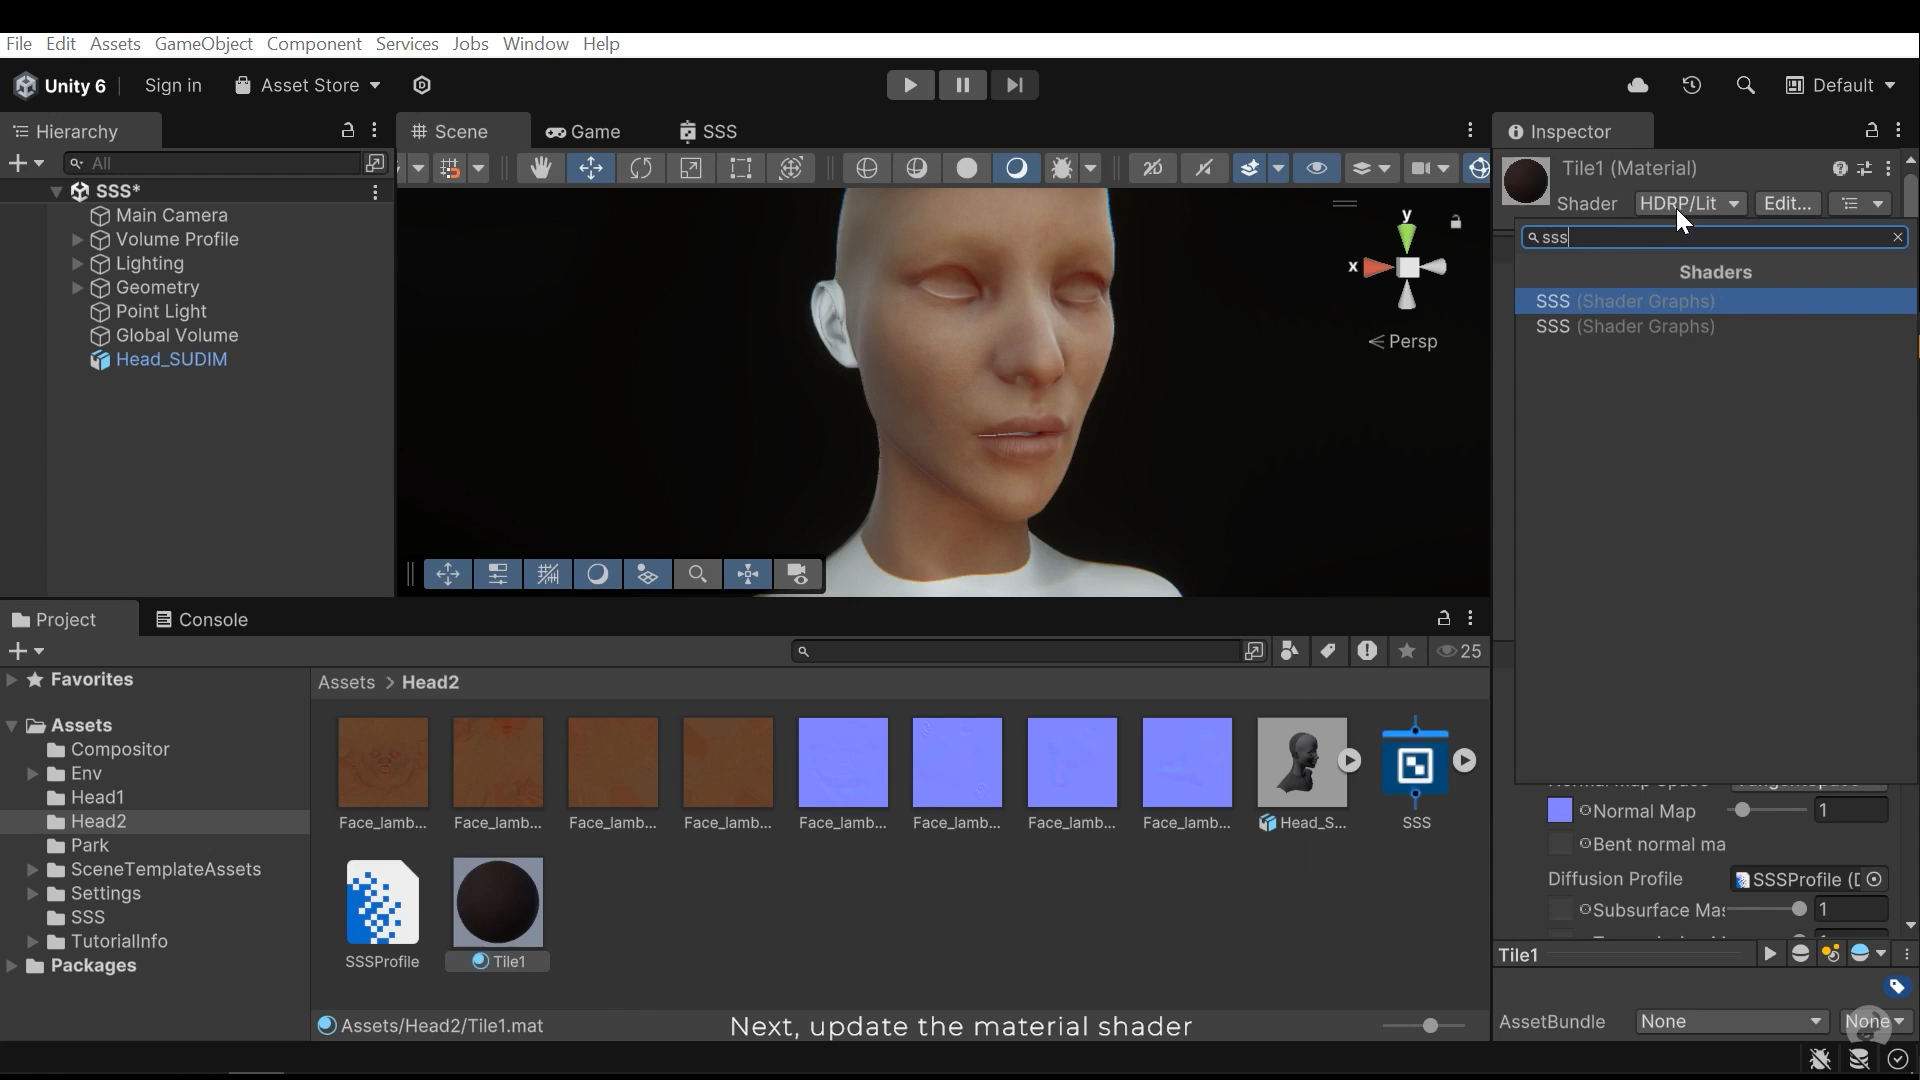 File Edit Assets GameObject Component Services Jobs Window Help
Unity 6 Sign in Asset Store Default
Hierarchy Scene Game SSS Inspector
All
Tile1 (Material)
Shader HDRP/Lit Edit...
sss
Shaders
SSS (Shader Graphs)
SSS (Shader Graphs)
SSS*
Main Camera
Volume Profile
Lighting
Geometry
Point Light
Global Volume
Head_SUDIM
y
x
Persp
Project Console
25
Favorites
Assets
Compositor
Env
Head1
Head2
Park
SceneTemplateAssets
Settings
SSS
TutorialInfo
Packages
Assets > Head2
Face_lamb... Face_lamb... Face_lamb... Face_lamb... Face_lamb... Face_lamb... Face_lamb... Face_lamb... Head_S... SSS
SSSProfile Tile1
Assets/Head2/Tile1.mat
Next, update the material shader
Normal Map 1
Bent normal ma
Diffusion Profile SSSProfile (
Subsurface Mas 1
Tile1
AssetBundle None None